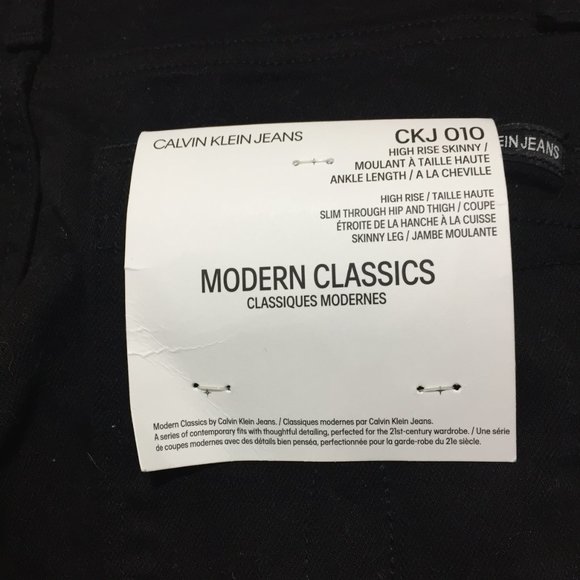 CALVIN KLEIN JEANS
CKJ 010
HIGH RISE SKINNY /
MOULANT À TAILLE HAUTE
ANKLE LENGTH / A LA CHEVILLE
HIGH RISE / TAILLE HAUTE
SLIM THROUGH HIP AND THIGH / COUPE
ÉTROITE DE LA HANCHE À LA CUISSE
SKINNY LEG / JAMBE MOULANTE
EIN JEANS
MODERN CLASSICS
CLASSIQUES MODERNES
Modern Classics by Calvin Klein Jeans. / Classiques modernes par Calvin Klein Jeans.
A series of contemporary fits with thoughtful detailing, perfected for the 21st-century wardrobe. / Une série
de coupes modernes avec des détails bien penséa, perfectionnée pour la garde-robe du 21e siècle.